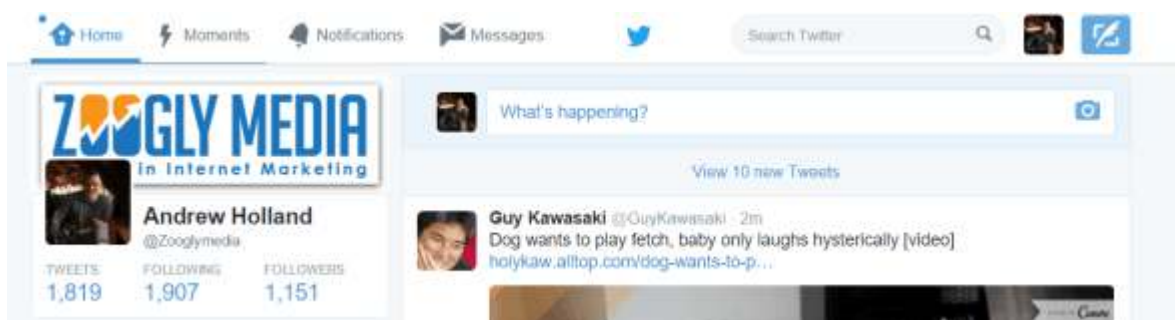 Home Moments Notifications Messages Search Twitter
ZOOGLY MEDIA
in Internet Marketing
Andrew Holland
@Zooglymedia
TWEETS FOLLOWING FOLLOWERS
1,819 1,907 1,151
What's happening?
View 10 new Tweets
Guy Kawasaki @GuyKawasaki · 2m
Dog wants to play fetch, baby only laughs hysterically [video]
holykaw.alltop.com/dog-wants-to-p…
Canva